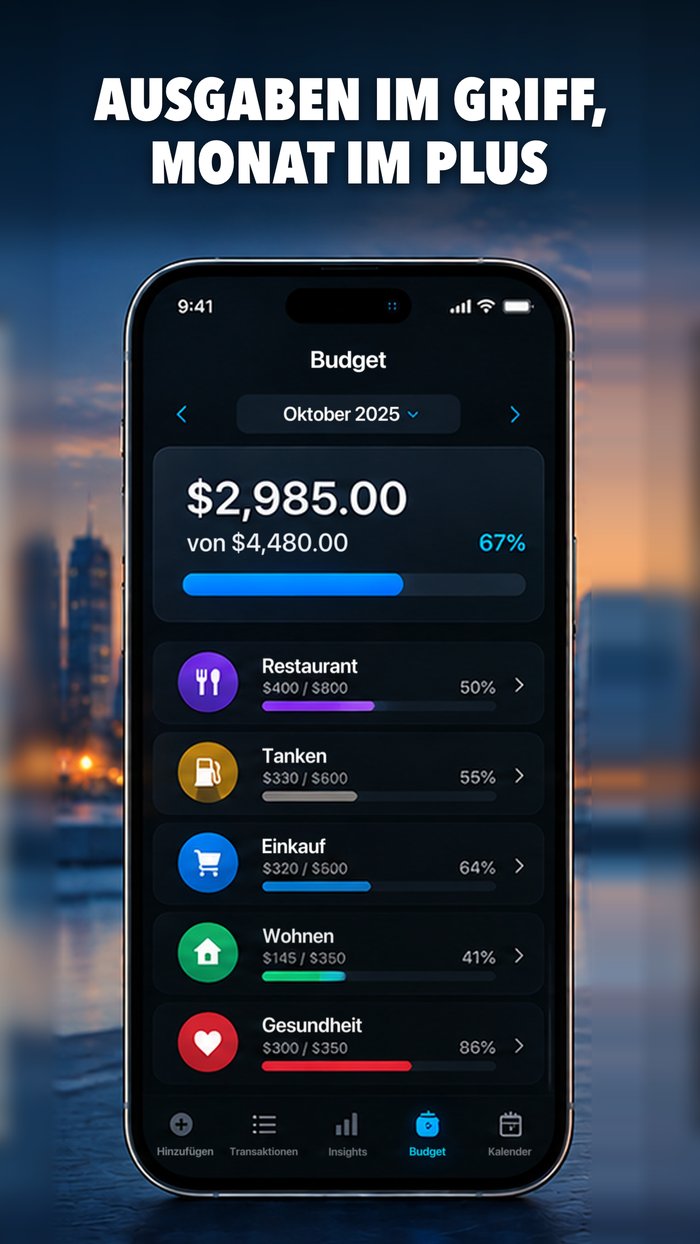 AUSGABEN IM GRIFF,
MONAT IM PLUS
9:41
Budget
Oktober 2025
$2,985.00
von $4,480.00
67%
Restaurant
$400 / $800
50%
Tanken
$330 / $600
55%
Einkauf
$320 / $600
64%
Wohnen
$145 / $350
41%
Gesundheit
$300 / $350
86%
Hinzufügen
Transaktionen
Insights
Budget
Kalender